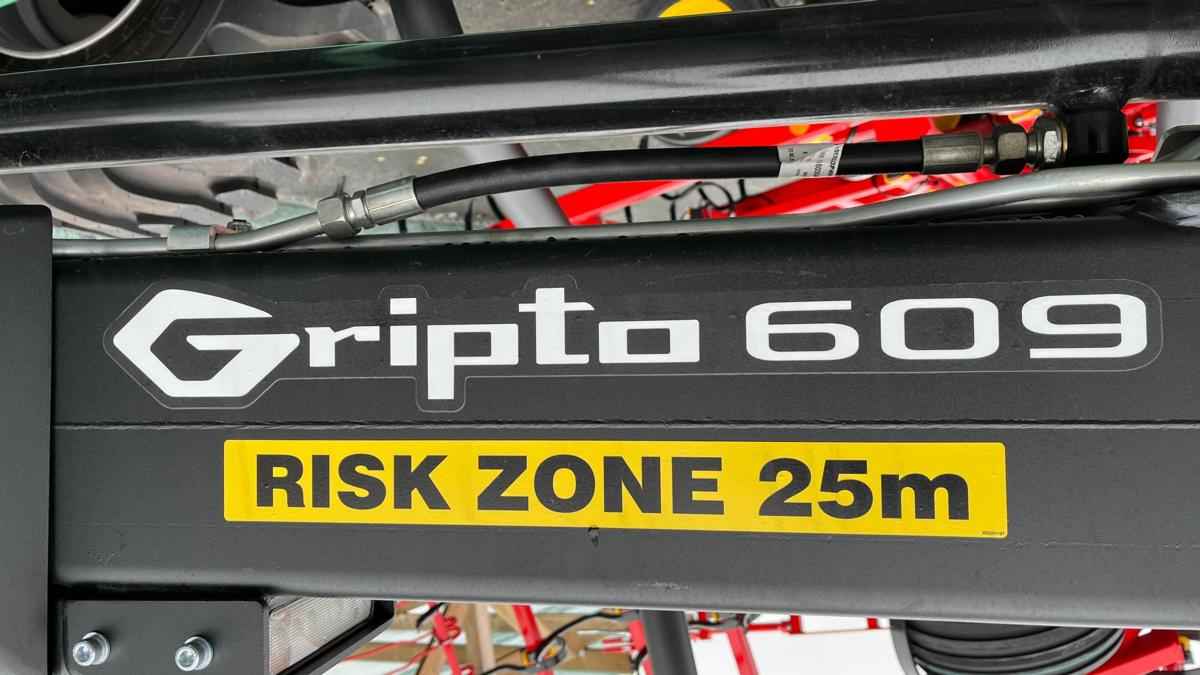 Gripto 609
RISK ZONE 25m